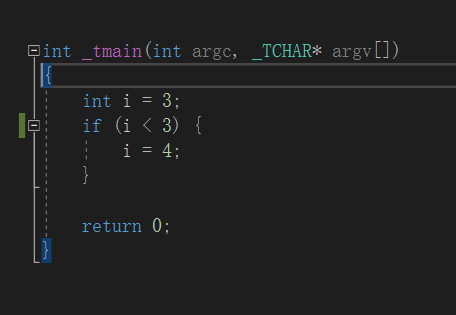 int _tmain(int argc, _TCHAR* argv[])
{
    int i = 3;
    if (i < 3) {
        i = 4;
    }

    return 0;
}